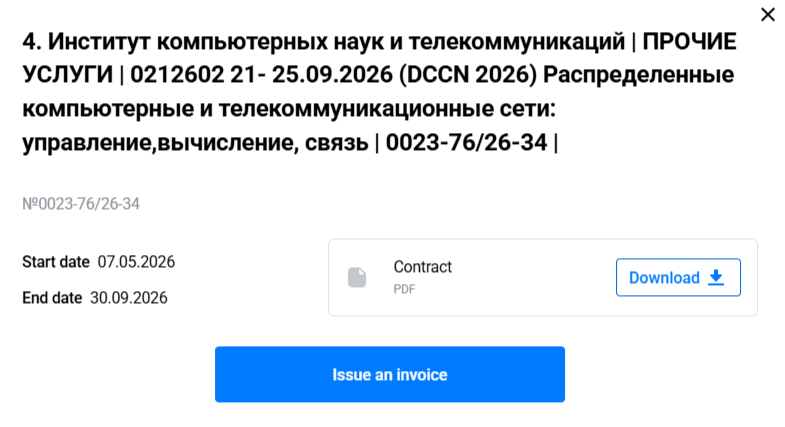 4. Институт компьютерных наук и телекоммуникаций | ПРОЧИЕ
УСЛУГИ | 0212602 21- 25.09.2026 (DCCN 2026) Распределенные
компьютерные и телекоммуникационные сети:
управление,вычисление, связь | 0023-76/26-34 |
№0023-76/26-34
Start date 07.05.2026
End date 30.09.2026
Contract
PDF
Download
Issue an invoice